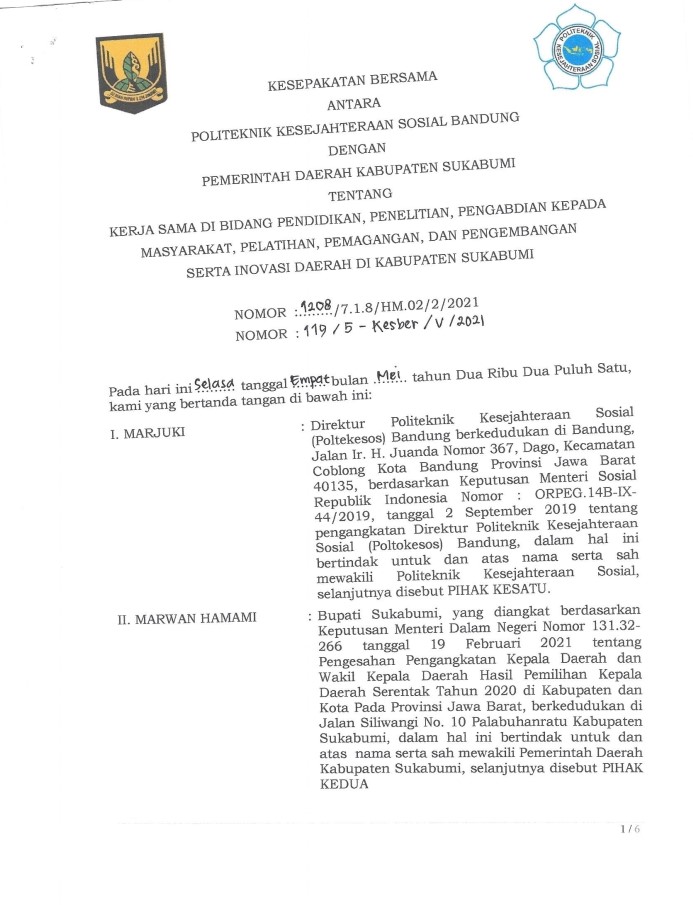 POLITEKNIK
KESEJAHTERAAN SOSIAL
KESEPAKATAN BERSAMA
ANTARA
POLITEKNIK KESEJAHTERAAN SOSIAL BANDUNG
DENGAN
PEMERINTAH DAERAH KABUPATEN SUKABUMI
TENTANG
KERJA SAMA DI BIDANG PENDIDIKAN, PENELITIAN, PENGABDIAN KEPADA
MASYARAKAT, PELATIHAN, PEMAGANGAN, DAN PENGEMBANGAN
SERTA INOVASI DAERAH DI KABUPATEN SUKABUMI
NOMOR : 1208/7.1.8/HM.02/2/2021
NOMOR : 119 / 5 - Kesber / V / 2021
Pada hari ini Selasa tanggal Empat bulan Mei tahun Dua Ribu Dua Puluh Satu,
kami yang bertanda tangan di bawah ini:
I. MARJUKI : Direktur Politeknik Kesejahteraan Sosial
(Poltekesos) Bandung berkedudukan di Bandung,
Jalan Ir. H. Juanda Nomor 367, Dago, Kecamatan
Coblong Kota Bandung Provinsi Jawa Barat
40135, berdasarkan Keputusan Menteri Sosial
Republik Indonesia Nomor : ORPEG.14B-IX-
44/2019, tanggal 2 September 2019 tentang
pengangkatan Direktur Politeknik Kesejahteraan
Sosial (Poltokesos) Bandung, dalam hal ini
bertindak untuk dan atas nama serta sah
mewakili Politeknik Kesejahteraan Sosial,
selanjutnya disebut PIHAK KESATU.
II. MARWAN HAMAMI : Bupati Sukabumi, yang diangkat berdasarkan
Keputusan Menteri Dalam Negeri Nomor 131.32-
266 tanggal 19 Februari 2021 tentang
Pengesahan Pengangkatan Kepala Daerah dan
Wakil Kepala Daerah Hasil Pemilihan Kepala
Daerah Serentak Tahun 2020 di Kabupaten dan
Kota Pada Provinsi Jawa Barat, berkedudukan di
Jalan Siliwangi No. 10 Palabuhanratu Kabupaten
Sukabumi, dalam hal ini bertindak untuk dan
atas nama serta sah mewakili Pemerintah Daerah
Kabupaten Sukabumi, selanjutnya disebut PIHAK
KEDUA
1 / 6